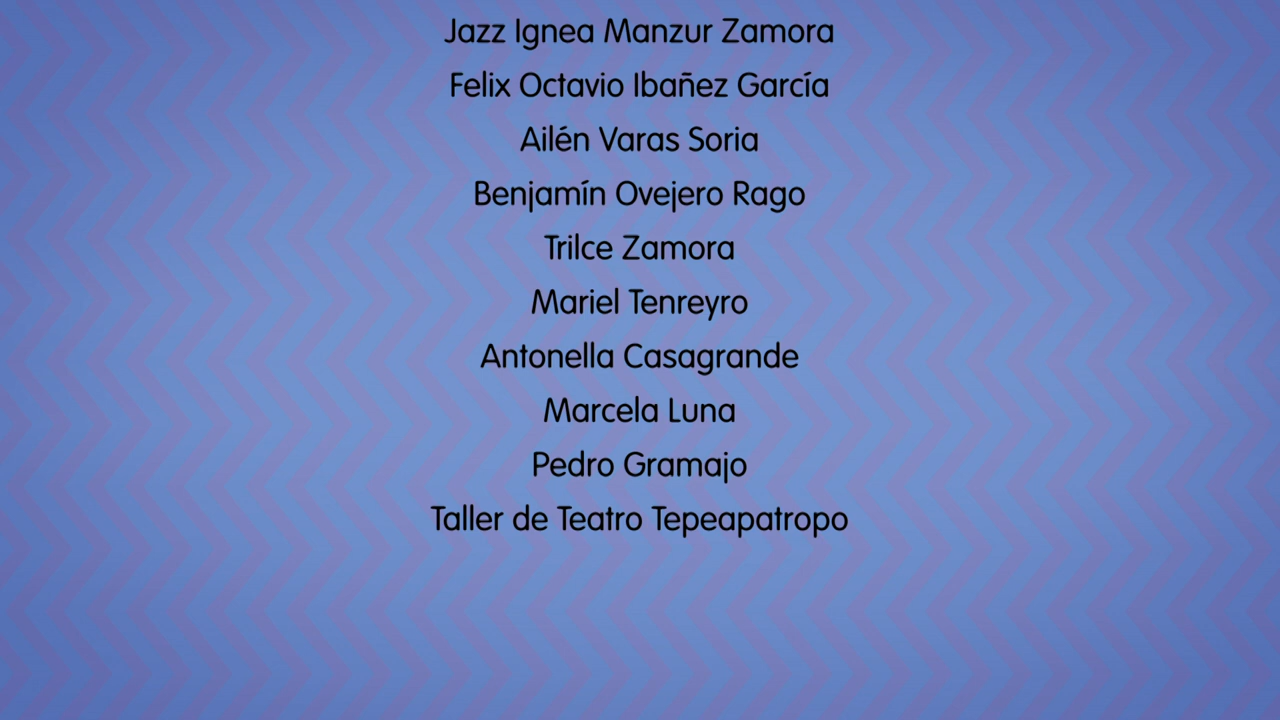 Jazz Ignea Manzur Zamora
Felix Octavio Ibañez García
Ailén Varas Soria
Benjamín Ovejero Rago
Trilce Zamora
Mariel Tenreyro
Antonella Casagrande
Marcela Luna
Pedro Gramajo
Taller de Teatro Tepeapatropo